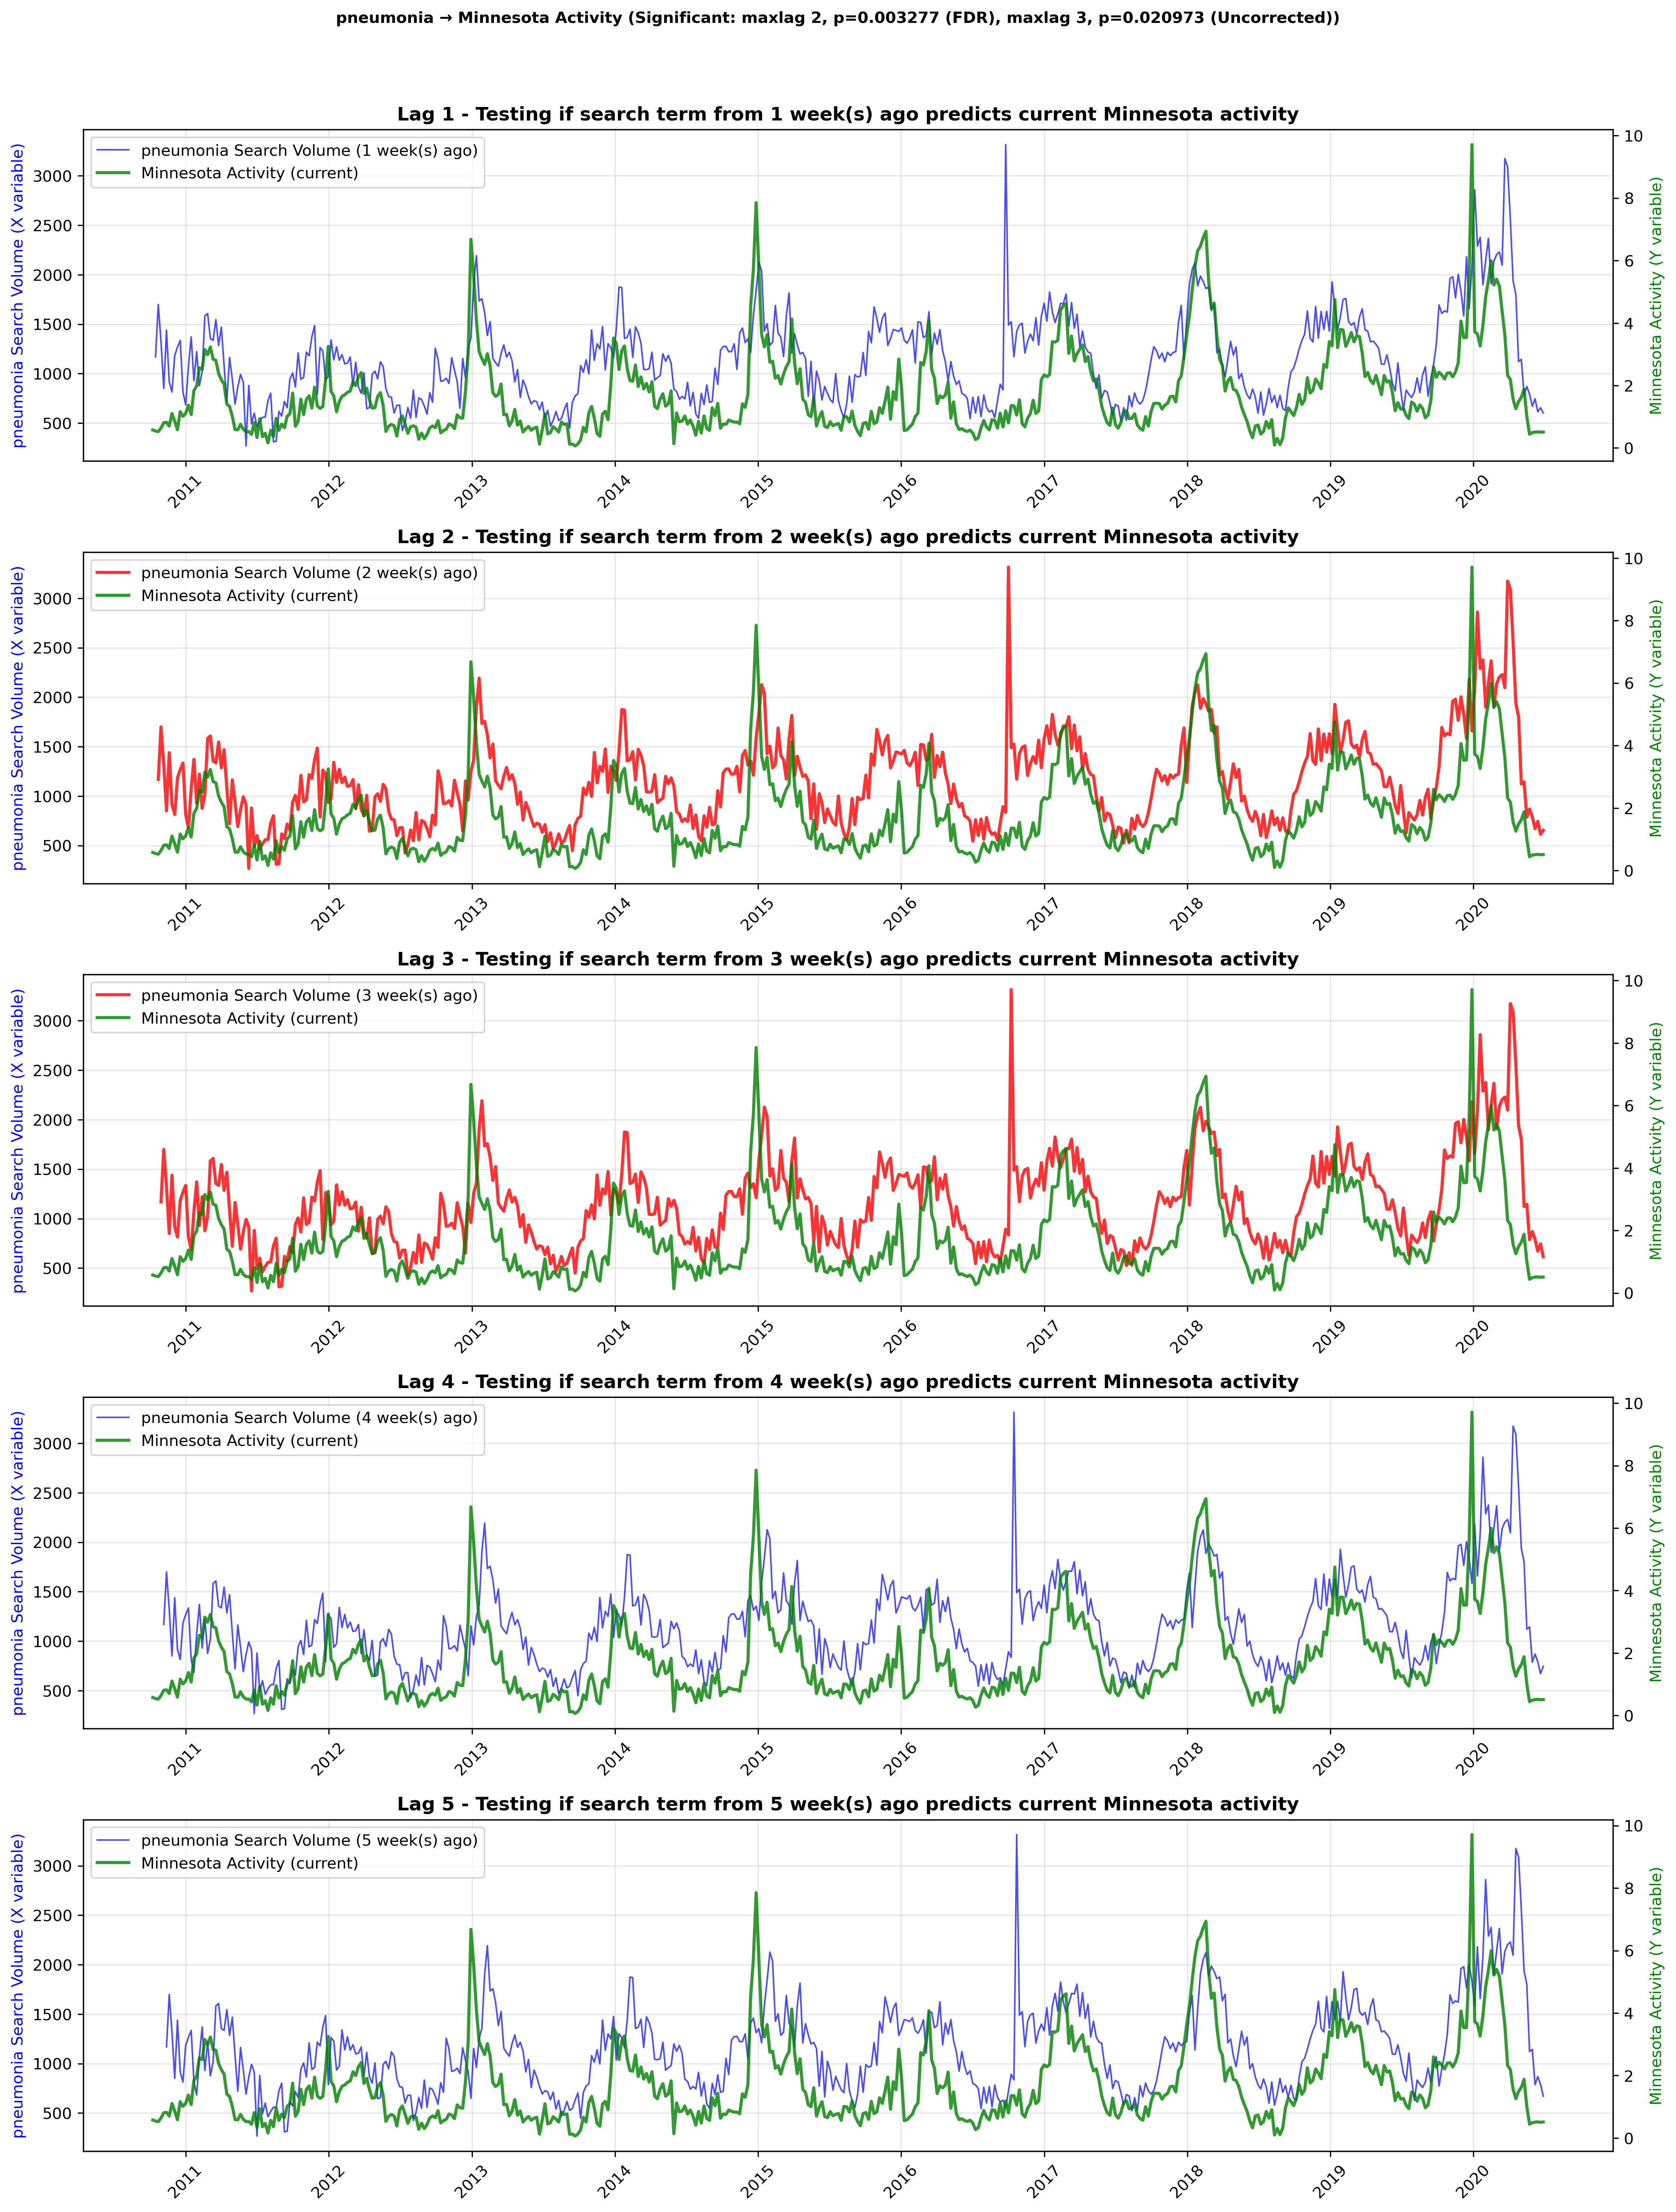 pneumonia → Minnesota Activity (Significant: maxlag 2, p=0.003277 (FDR), maxlag 3, p=0.020973 (Uncorrected))
Lag 1 - Testing if search term from 1 week(s) ago predicts current Minnesota activity
pneumonia Search Volume (1 week(s) ago)
Minnesota Activity (current)
pneumonia Search Volume (X variable)
3000
2500
2000
1500
1000
500
10
8
6
4
2
0
Minnesota Activity (Y variable)
2011 2012 2013 2014 2015 2016 2017 2018 2019 2020
Lag 2 - Testing if search term from 2 week(s) ago predicts current Minnesota activity
pneumonia Search Volume (2 week(s) ago)
Minnesota Activity (current)
pneumonia Search Volume (X variable)
3000
2500
2000
1500
1000
500
10
8
6
4
2
0
Minnesota Activity (Y variable)
2011 2012 2013 2014 2015 2016 2017 2018 2019 2020
Lag 3 - Testing if search term from 3 week(s) ago predicts current Minnesota activity
pneumonia Search Volume (3 week(s) ago)
Minnesota Activity (current)
pneumonia Search Volume (X variable)
3000
2500
2000
1500
1000
500
10
8
6
4
2
0
Minnesota Activity (Y variable)
2011 2012 2013 2014 2015 2016 2017 2018 2019 2020
Lag 4 - Testing if search term from 4 week(s) ago predicts current Minnesota activity
pneumonia Search Volume (4 week(s) ago)
Minnesota Activity (current)
pneumonia Search Volume (X variable)
3000
2500
2000
1500
1000
500
10
8
6
4
2
0
Minnesota Activity (Y variable)
2011 2012 2013 2014 2015 2016 2017 2018 2019 2020
Lag 5 - Testing if search term from 5 week(s) ago predicts current Minnesota activity
pneumonia Search Volume (5 week(s) ago)
Minnesota Activity (current)
pneumonia Search Volume (X variable)
3000
2500
2000
1500
1000
500
10
8
6
4
2
0
Minnesota Activity (Y variable)
2011 2012 2013 2014 2015 2016 2017 2018 2019 2020